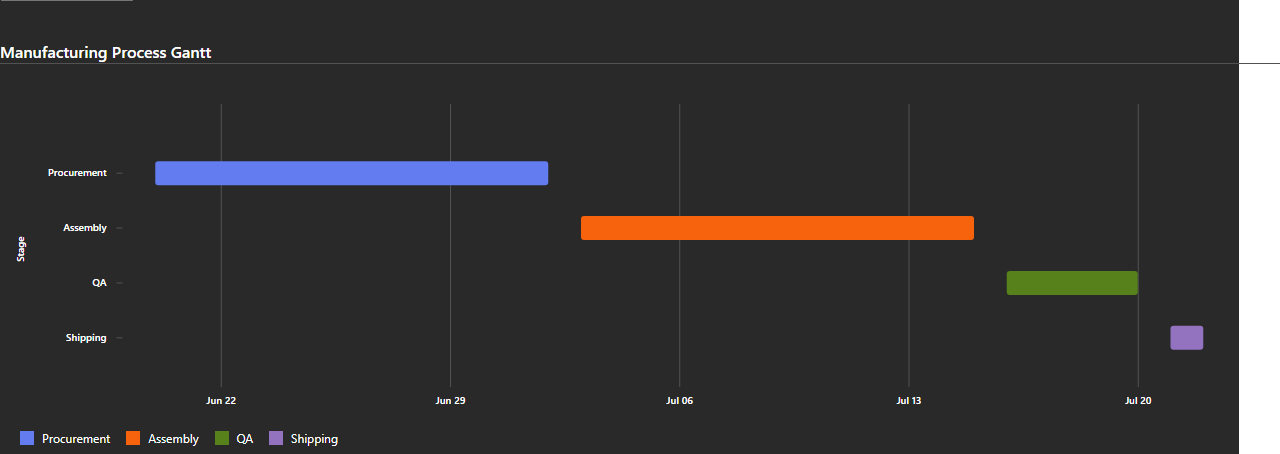 Manufacturing Process Gantt
Procurement
Assembly
Stage
QA
Shipping
Jun 22 Jun 29 Jul 06 Jul 13 Jul 20
Procurement Assembly QA Shipping